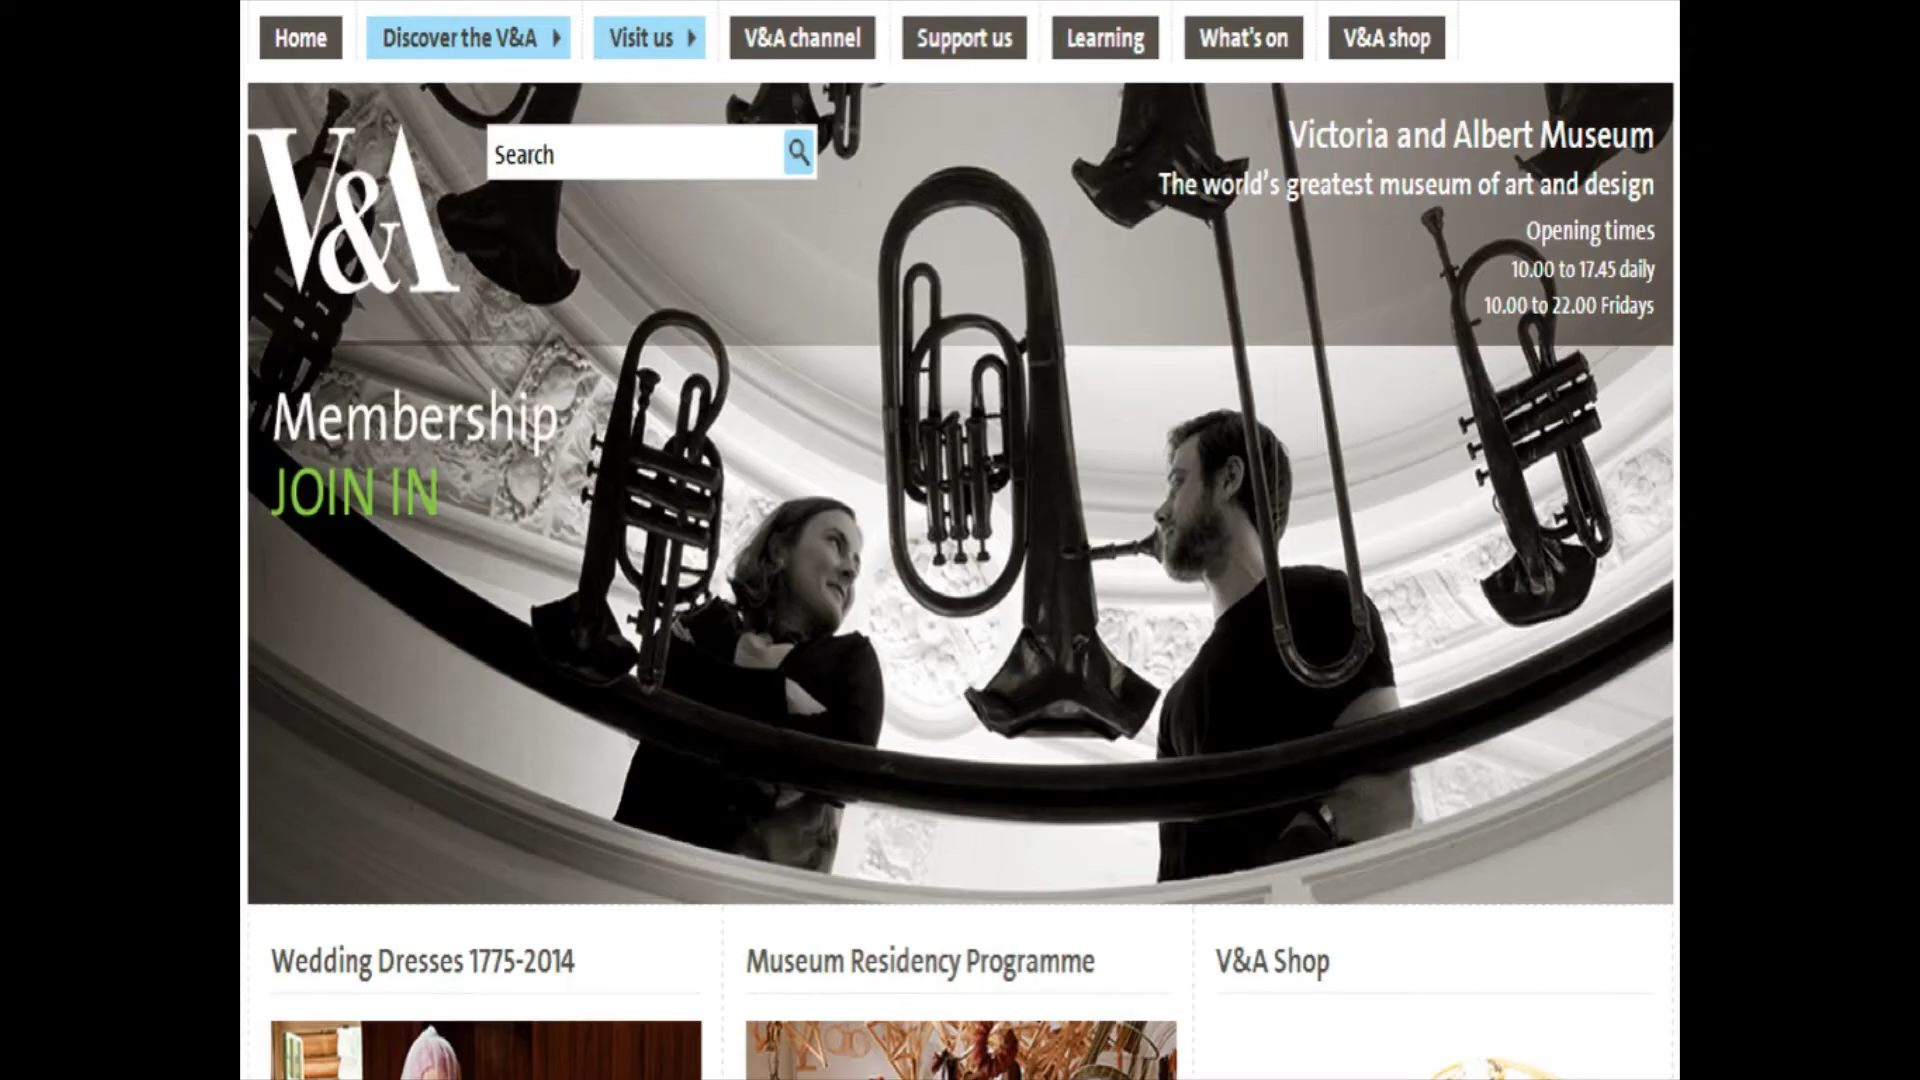 Home
Discover the V&A
Visit us
V&A channel
Support us
Learning
What's on
V&A shop
V&A
Search
Victoria and Albert Museum
The world's greatest museum of art and design
Opening times
10.00 to 17.45 daily
10.00 to 22.00 Fridays
Membership
JOIN IN
Wedding Dresses 1775-2014
Museum Residency Programme
V&A Shop